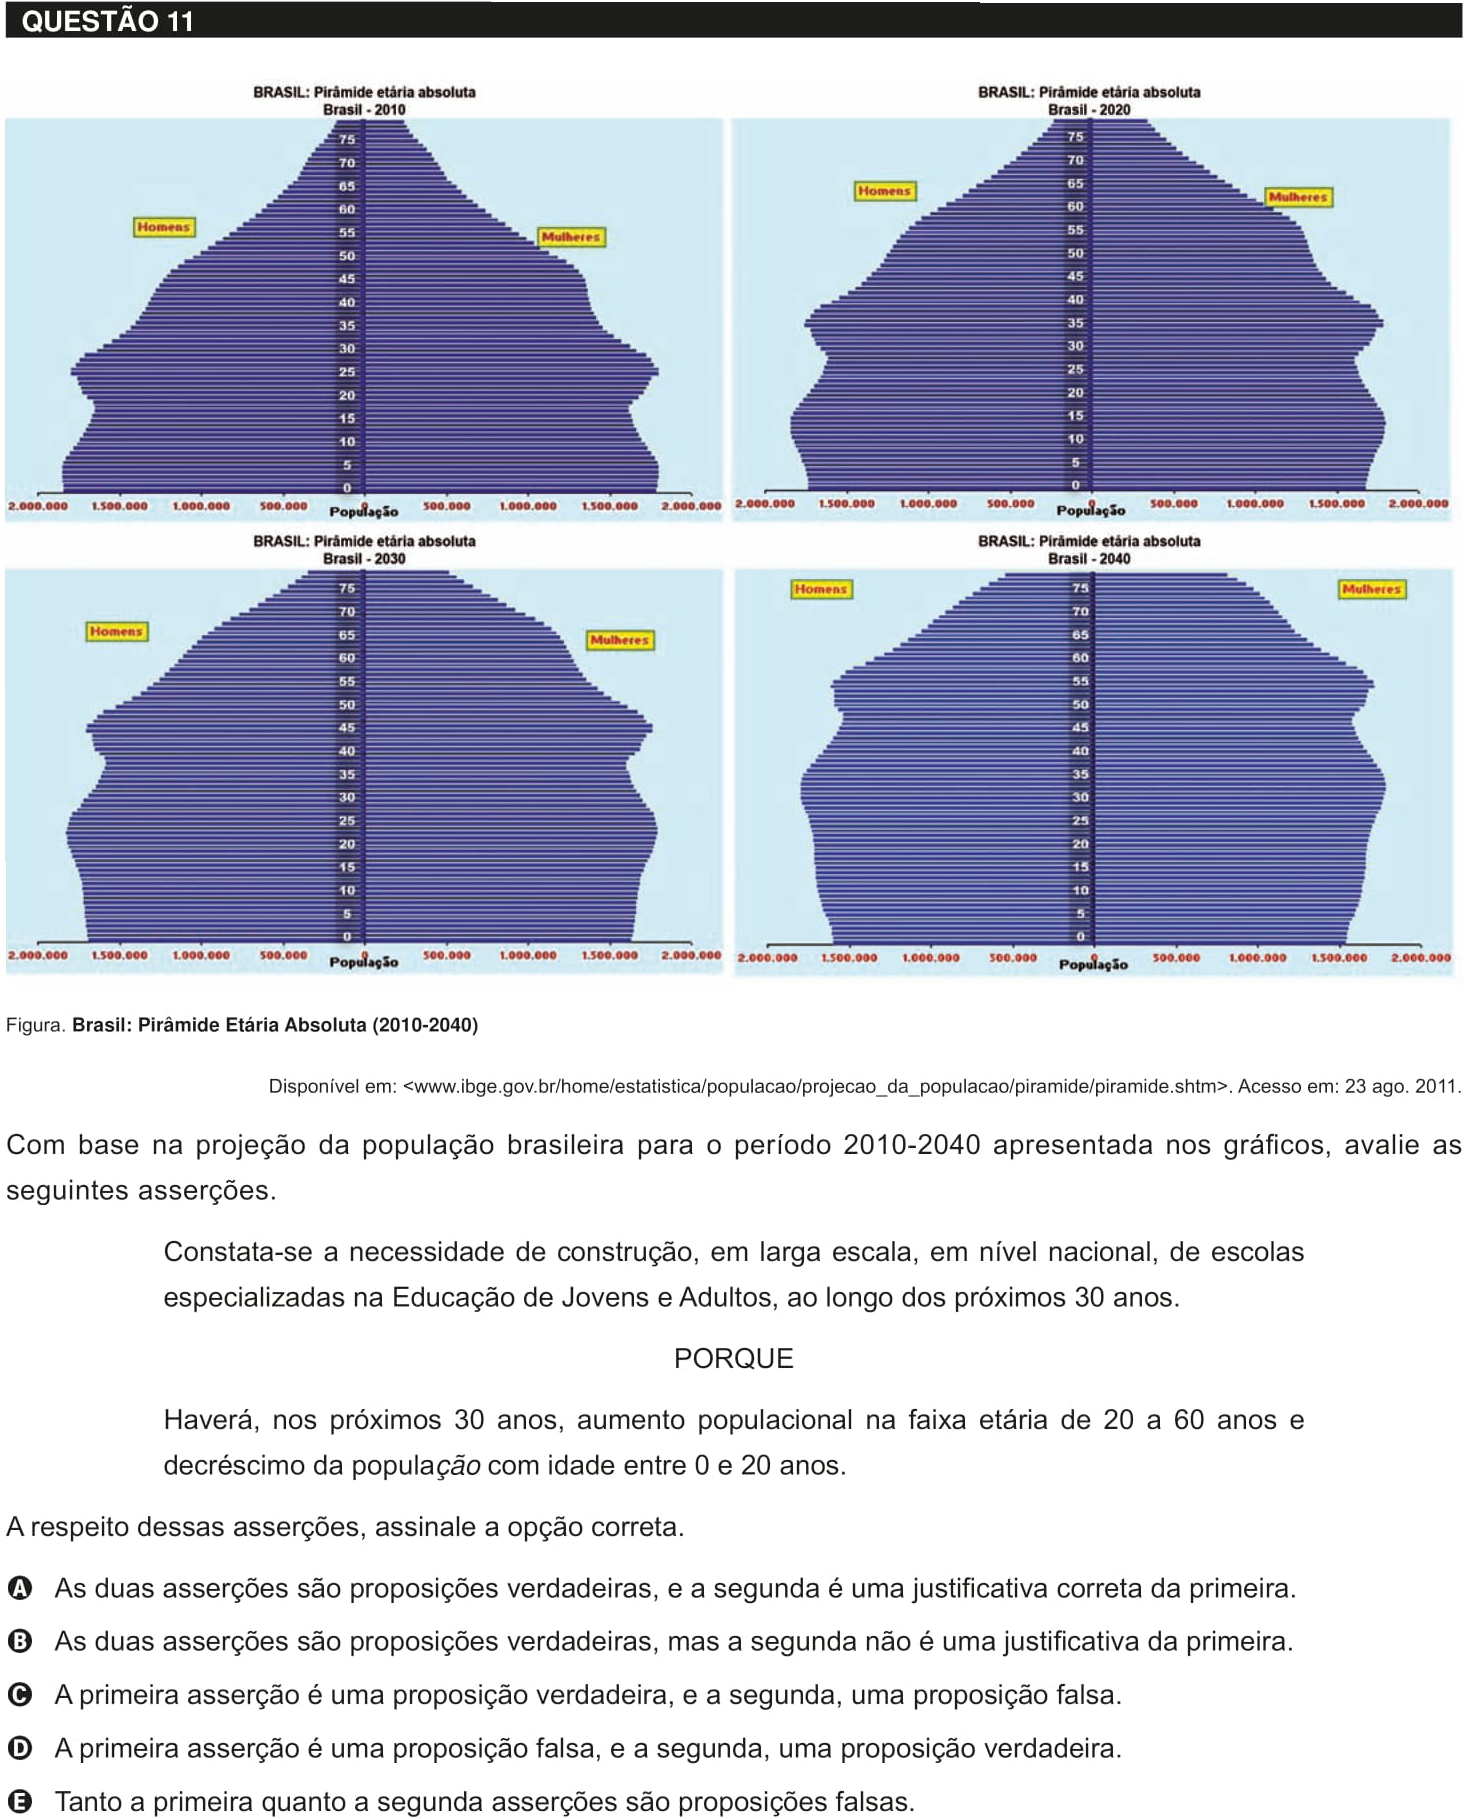 QUESTÃO 11
BRASIL: Pirâmide etária absoluta
Brasil - 2010
75
70
65
60
55
50
45
40
35
30
25
20
15
10
5
0
Homens
Mulheres
2.000.000 1.500.000 1.000.000 500.000 0 500.000 1.000.000 1.500.000 2.000.000
População
BRASIL: Pirâmide etária absoluta
Brasil - 2020
75
70
65
60
55
50
45
40
35
30
25
20
15
10
5
0
Homens
Mulheres
2.000.000 1.500.000 1.000.000 500.000 0 500.000 1.000.000 1.500.000 2.000.000
População
BRASIL: Pirâmide etária absoluta
Brasil - 2030
75
70
65
60
55
50
45
40
35
30
25
20
15
10
5
0
Homens
Mulheres
2.000.000 1.500.000 1.000.000 500.000 0 500.000 1.000.000 1.500.000 2.000.000
População
BRASIL: Pirâmide etária absoluta
Brasil - 2040
Homens
Mulheres
75
70
65
60
55
50
45
40
35
30
25
20
15
10
5
0
2.000.000 1.500.000 1.000.000 500.000 0 500.000 1.000.000 1.500.000 2.000.000
População
Figura. Brasil: Pirâmide Etária Absoluta (2010-2040)
Disponível em: <www.ibge.gov.br/home/estatistica/populacao/projecao_da_populacao/piramide/piramide.shtm>. Acesso em: 23 ago. 2011.
Com base na projeção da população brasileira para o período 2010-2040 apresentada nos gráficos, avalie as
seguintes asserções.
Constata-se a necessidade de construção, em larga escala, em nível nacional, de escolas
especializadas na Educação de Jovens e Adultos, ao longo dos próximos 30 anos.
PORQUE
Haverá, nos próximos 30 anos, aumento populacional na faixa etária de 20 a 60 anos e
decréscimo da população com idade entre 0 e 20 anos.
A respeito dessas asserções, assinale a opção correta.
A As duas asserções são proposições verdadeiras, e a segunda é uma justificativa correta da primeira.
B As duas asserções são proposições verdadeiras, mas a segunda não é uma justificativa da primeira.
C A primeira asserção é uma proposição verdadeira, e a segunda, uma proposição falsa.
D A primeira asserção é uma proposição falsa, e a segunda, uma proposição verdadeira.
E Tanto a primeira quanto a segunda asserções são proposições falsas.